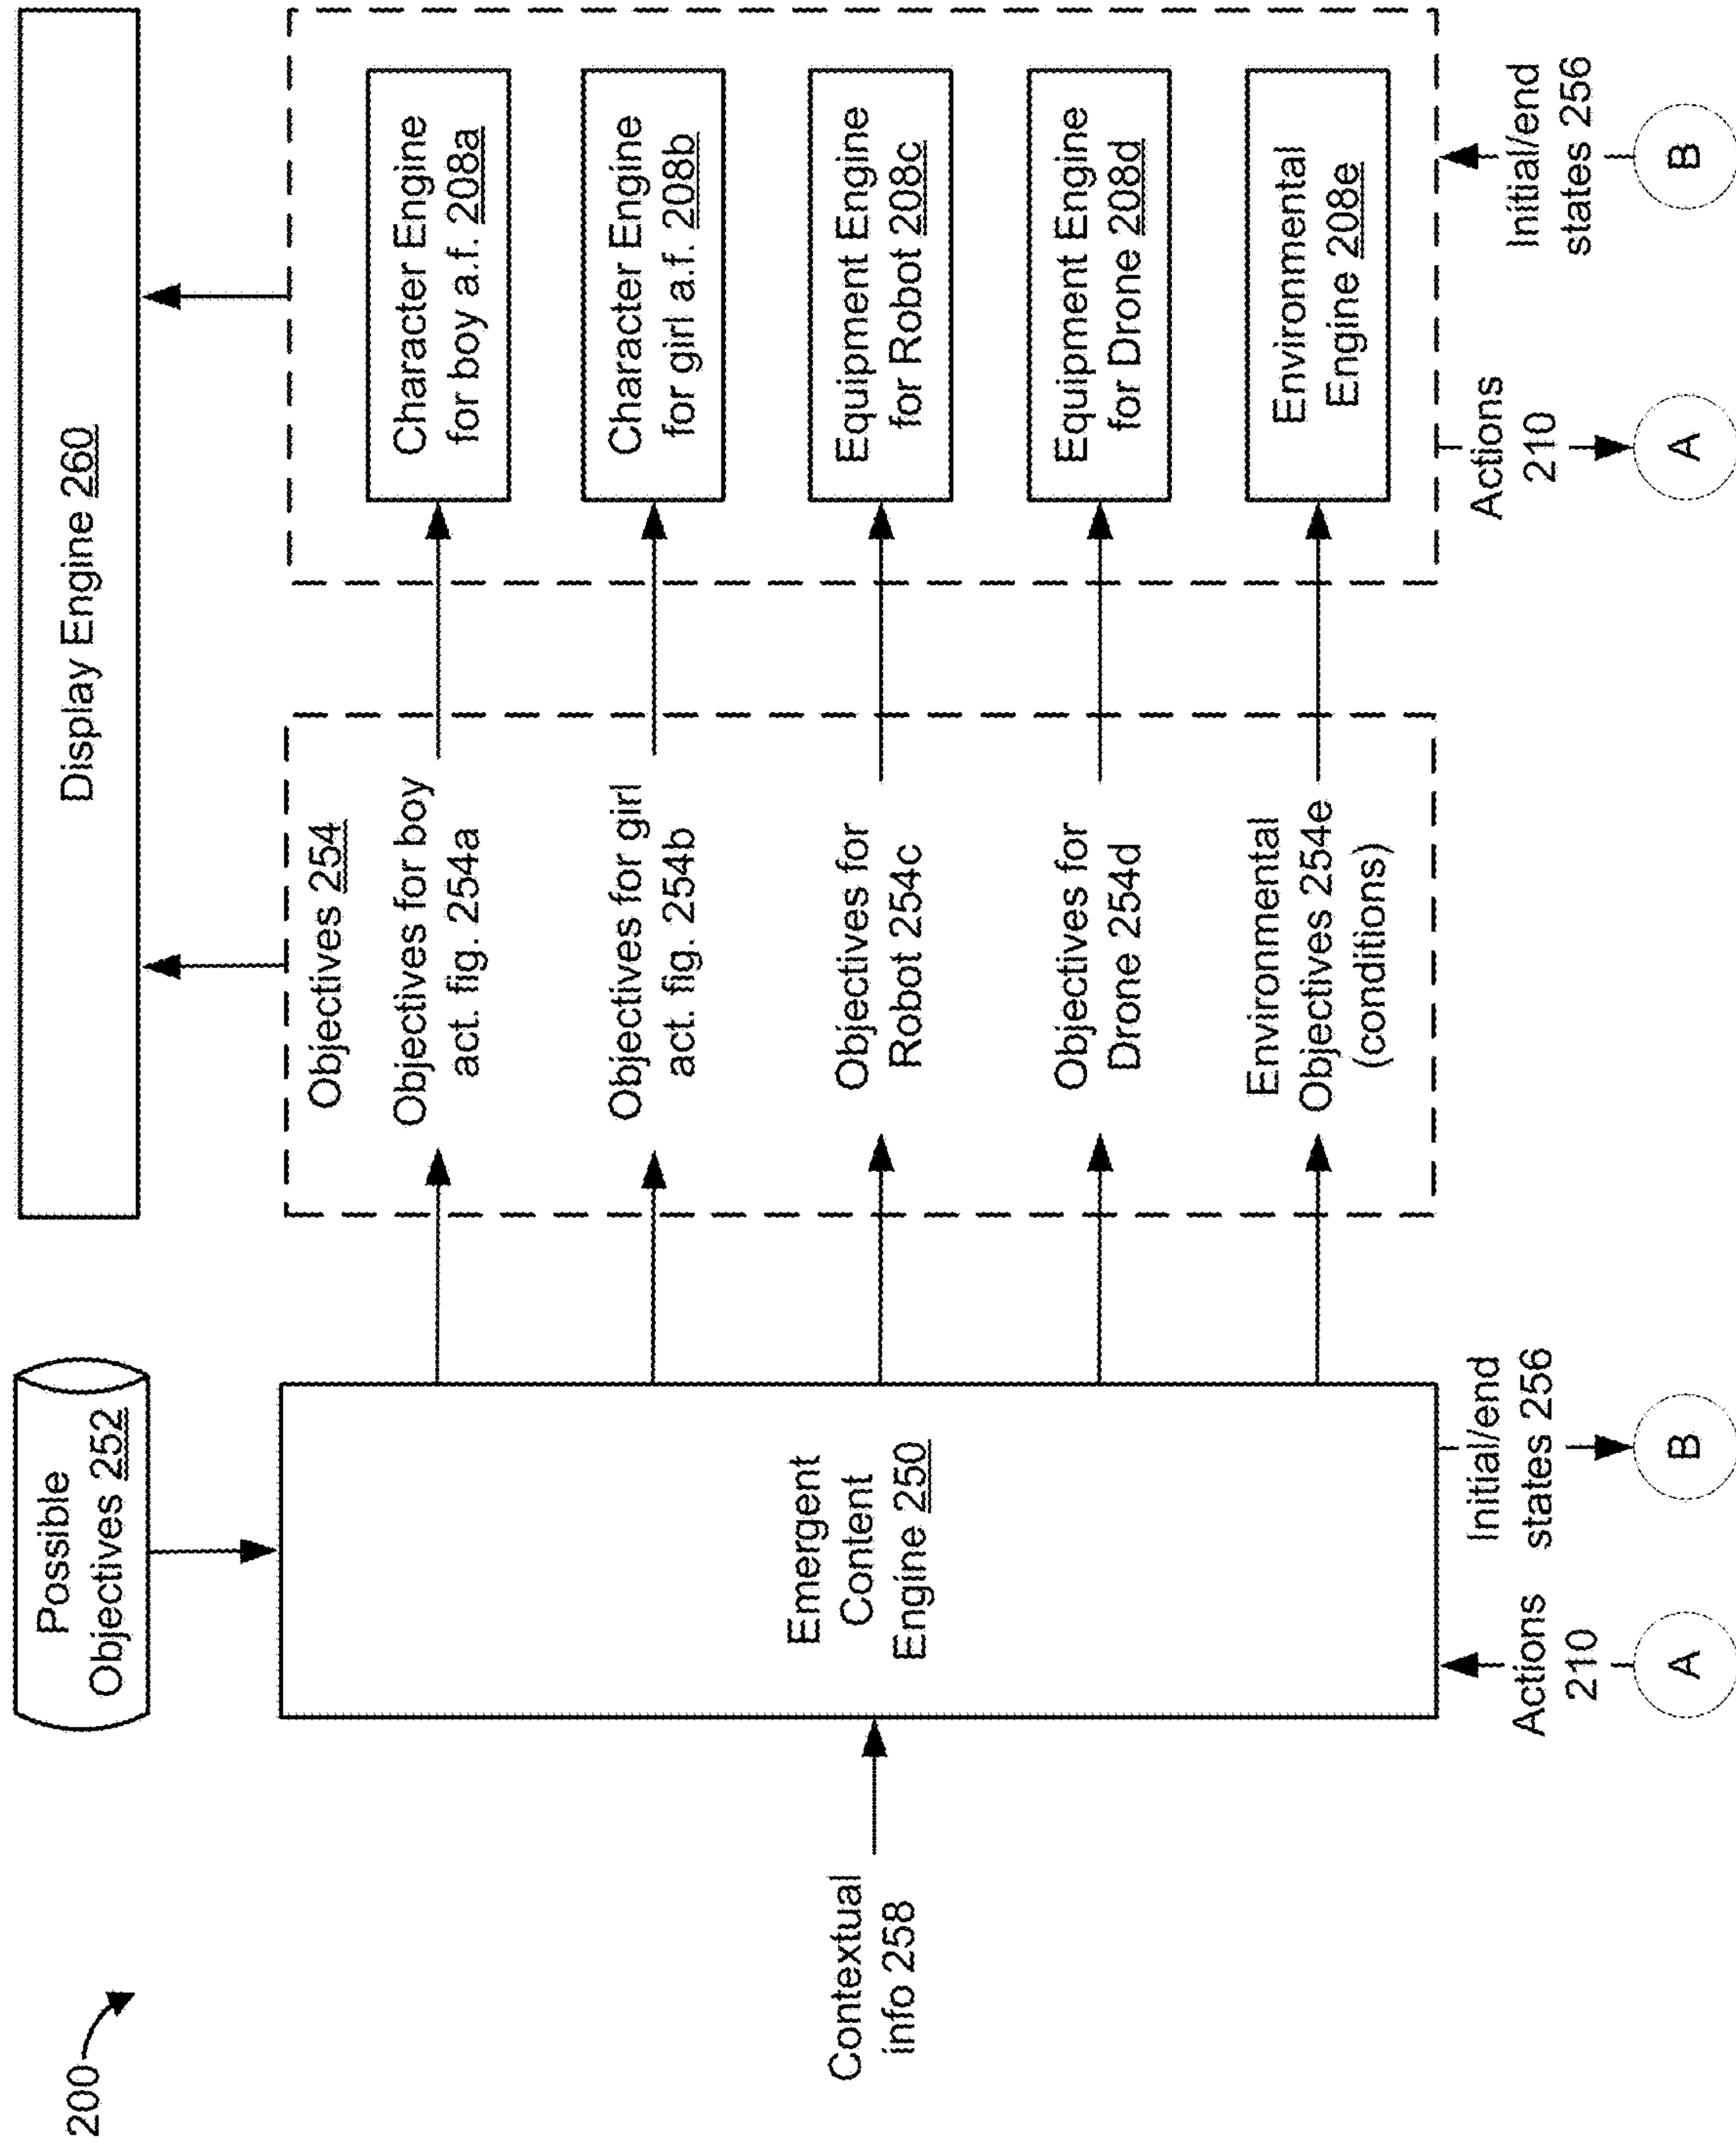 200
Possible
Objectives 252
Display Engine 260
Contextual
info 258
Emergent
Content
Engine 250
Objectives 254
Objectives for boy
act. fig. 254a
Objectives for girl
act. fig. 254b
Objectives for
Robot 254c
Objectives for
Drone 254d
Environmental
Objectives 254e
(conditions)
Character Engine
for boy a.f. 208a
Character Engine
for girl a.f. 208b
Equipment Engine
for Robot 208c
Equipment Engine
for Drone 208d
Environmental
Engine 208e
Actions
210
A
Initial/end
states 256
B
Actions
210
A
Initial/end
states 256
B